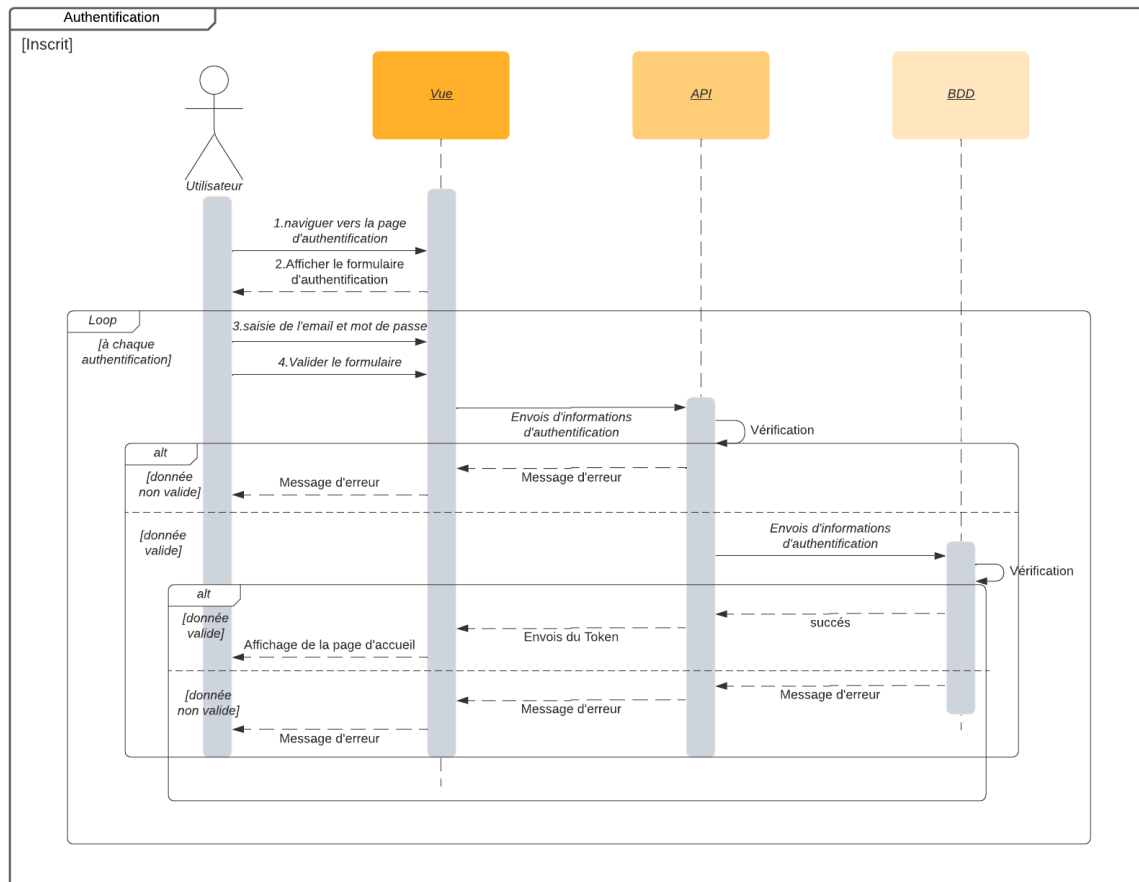 Authentification
[Inscrit]
Vue
API
BDD
Utilisateur
1.naviguer vers la page
d'authentification
2.Afficher le formulaire
d'authentification
Loop
[à chaque
authentification]
3.saisie de l'email et mot de passe
4.Valider le formulaire
Envois d'informations
d'authentification
Vérification
alt
[donnée
non valide]
Message d'erreur
Message d'erreur
[donnée
valide]
Envois d'informations
d'authentification
Vérification
alt
[donnée
valide]
succés
Envois du Token
Affichage de la page d'accueil
[donnée
non valide]
Message d'erreur
Message d'erreur
Message d'erreur